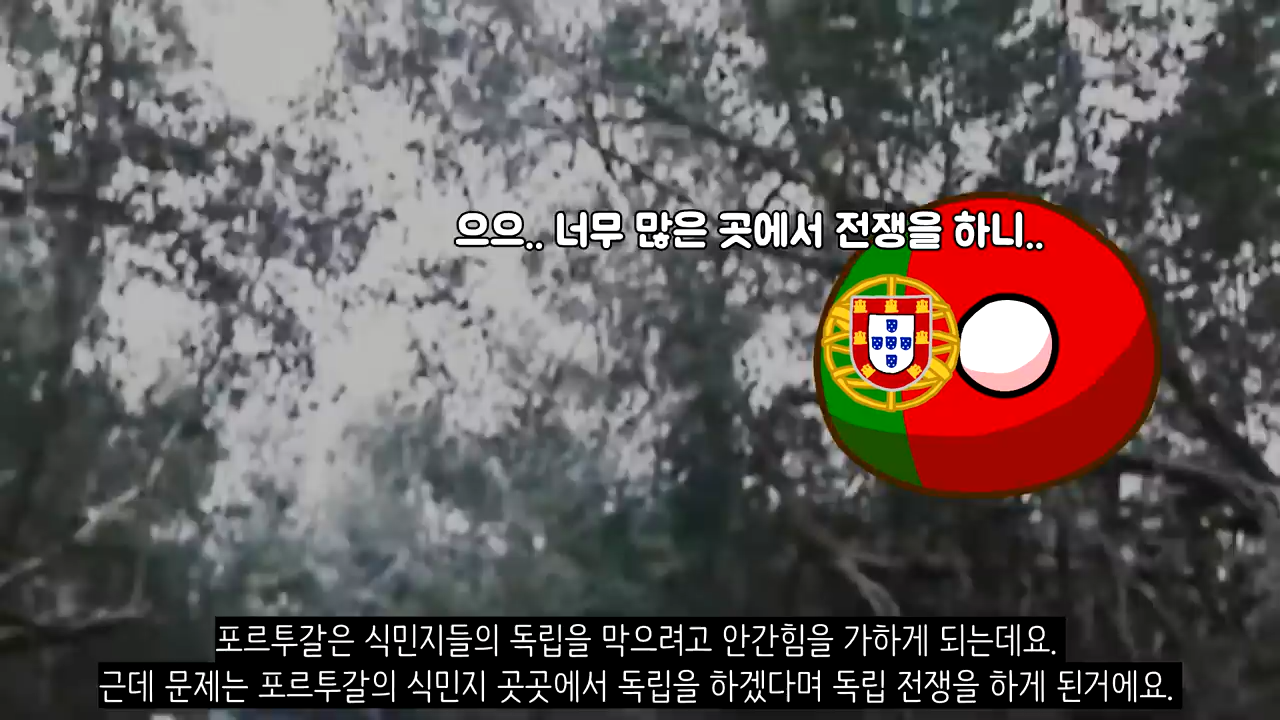 으으.. 너무 많은 곳에서 전쟁을 하니..
포르투갈은 식민지들의 독립을 막으려고 안간힘을 가하게 되는데요.
근데 문제는 포르투갈의 식민지 곳곳에서 독립을 하겠다며 독립 전쟁을 하게 된거에요.